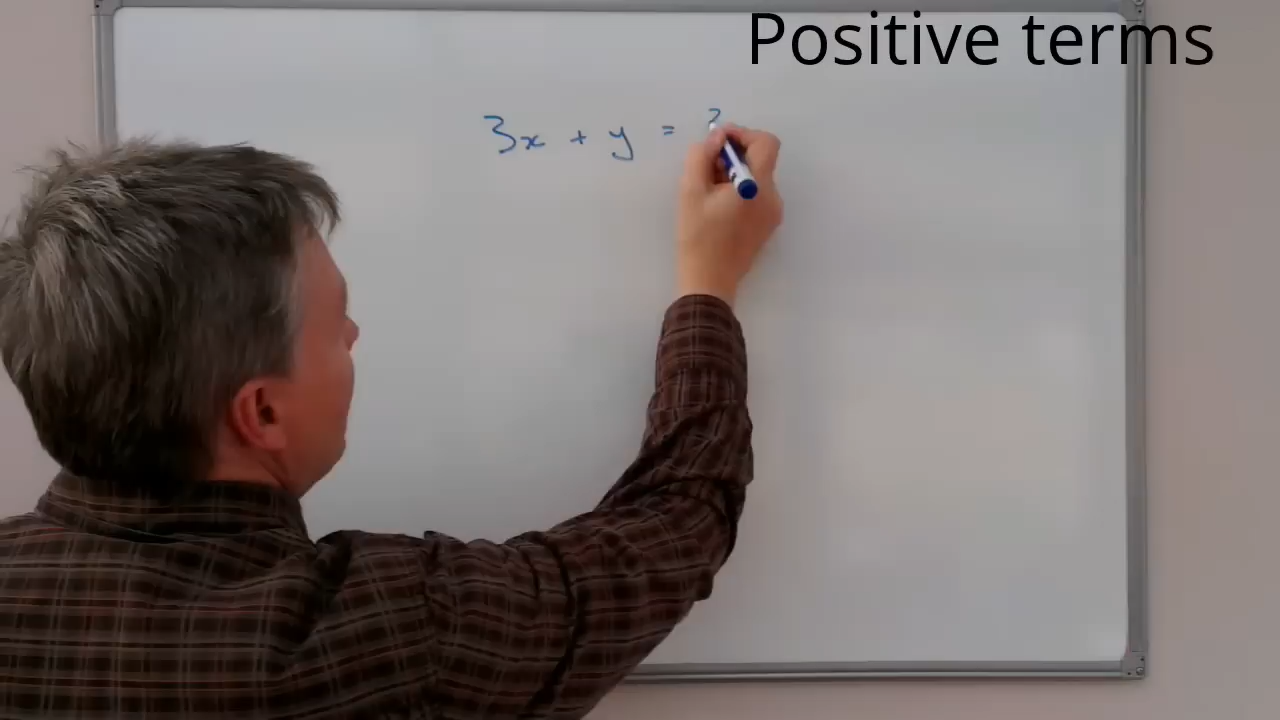 Positive terms
3x + y =